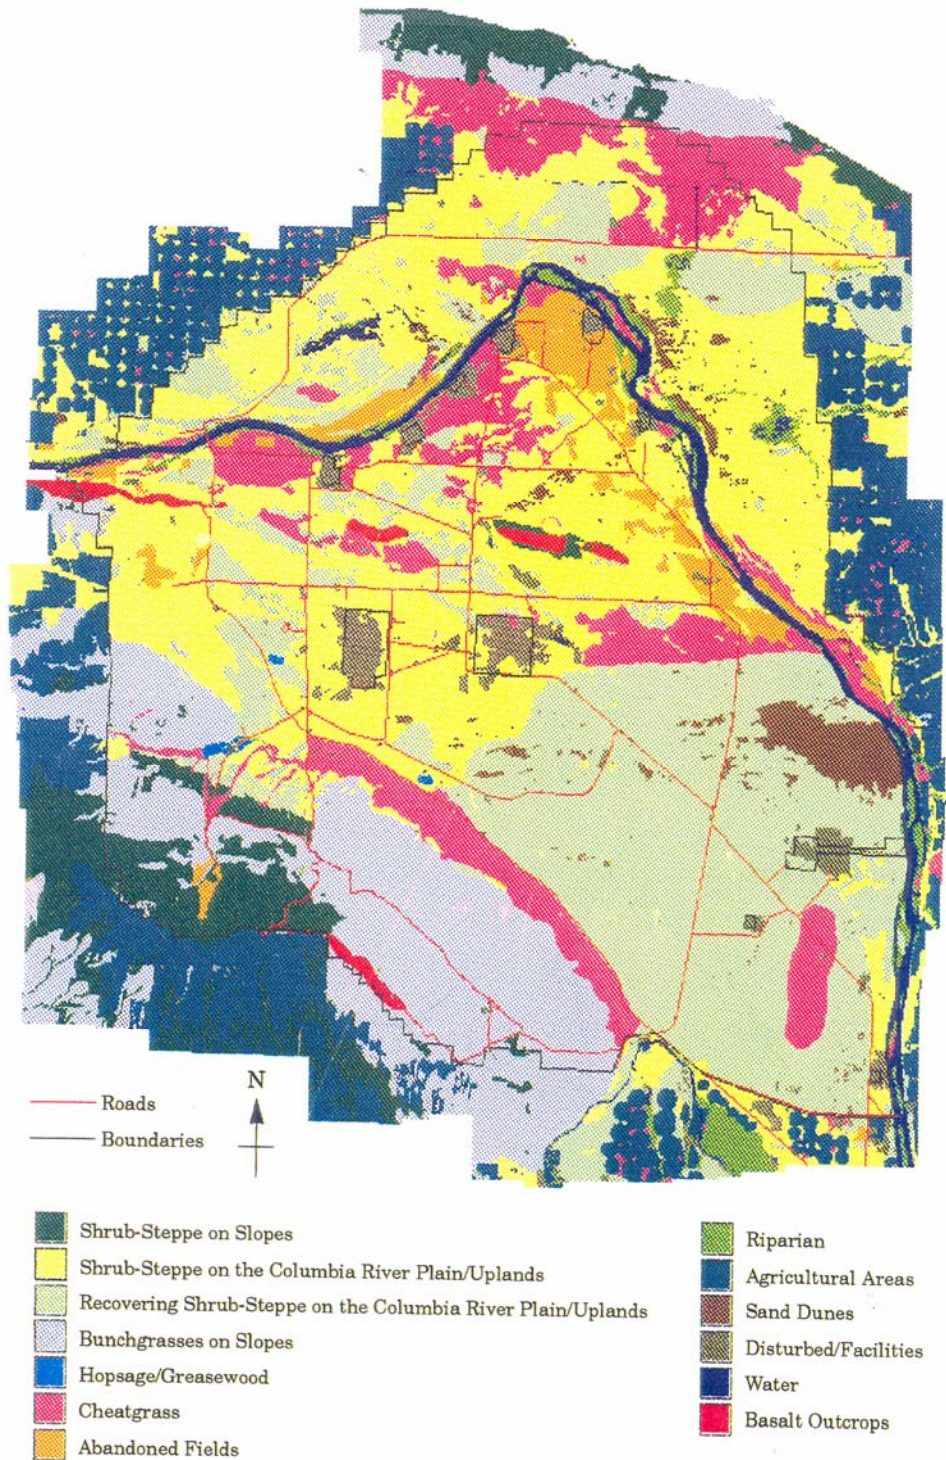 N
Roads
Boundaries
Shrub-Steppe on Slopes
Shrub-Steppe on the Columbia River Plain/Uplands
Recovering Shrub-Steppe on the Columbia River Plain/Uplands
Bunchgrasses on Slopes
Hopsage/Greasewood
Cheatgrass
Abandoned Fields
Riparian
Agricultural Areas
Sand Dunes
Disturbed/Facilities
Water
Basalt Outcrops